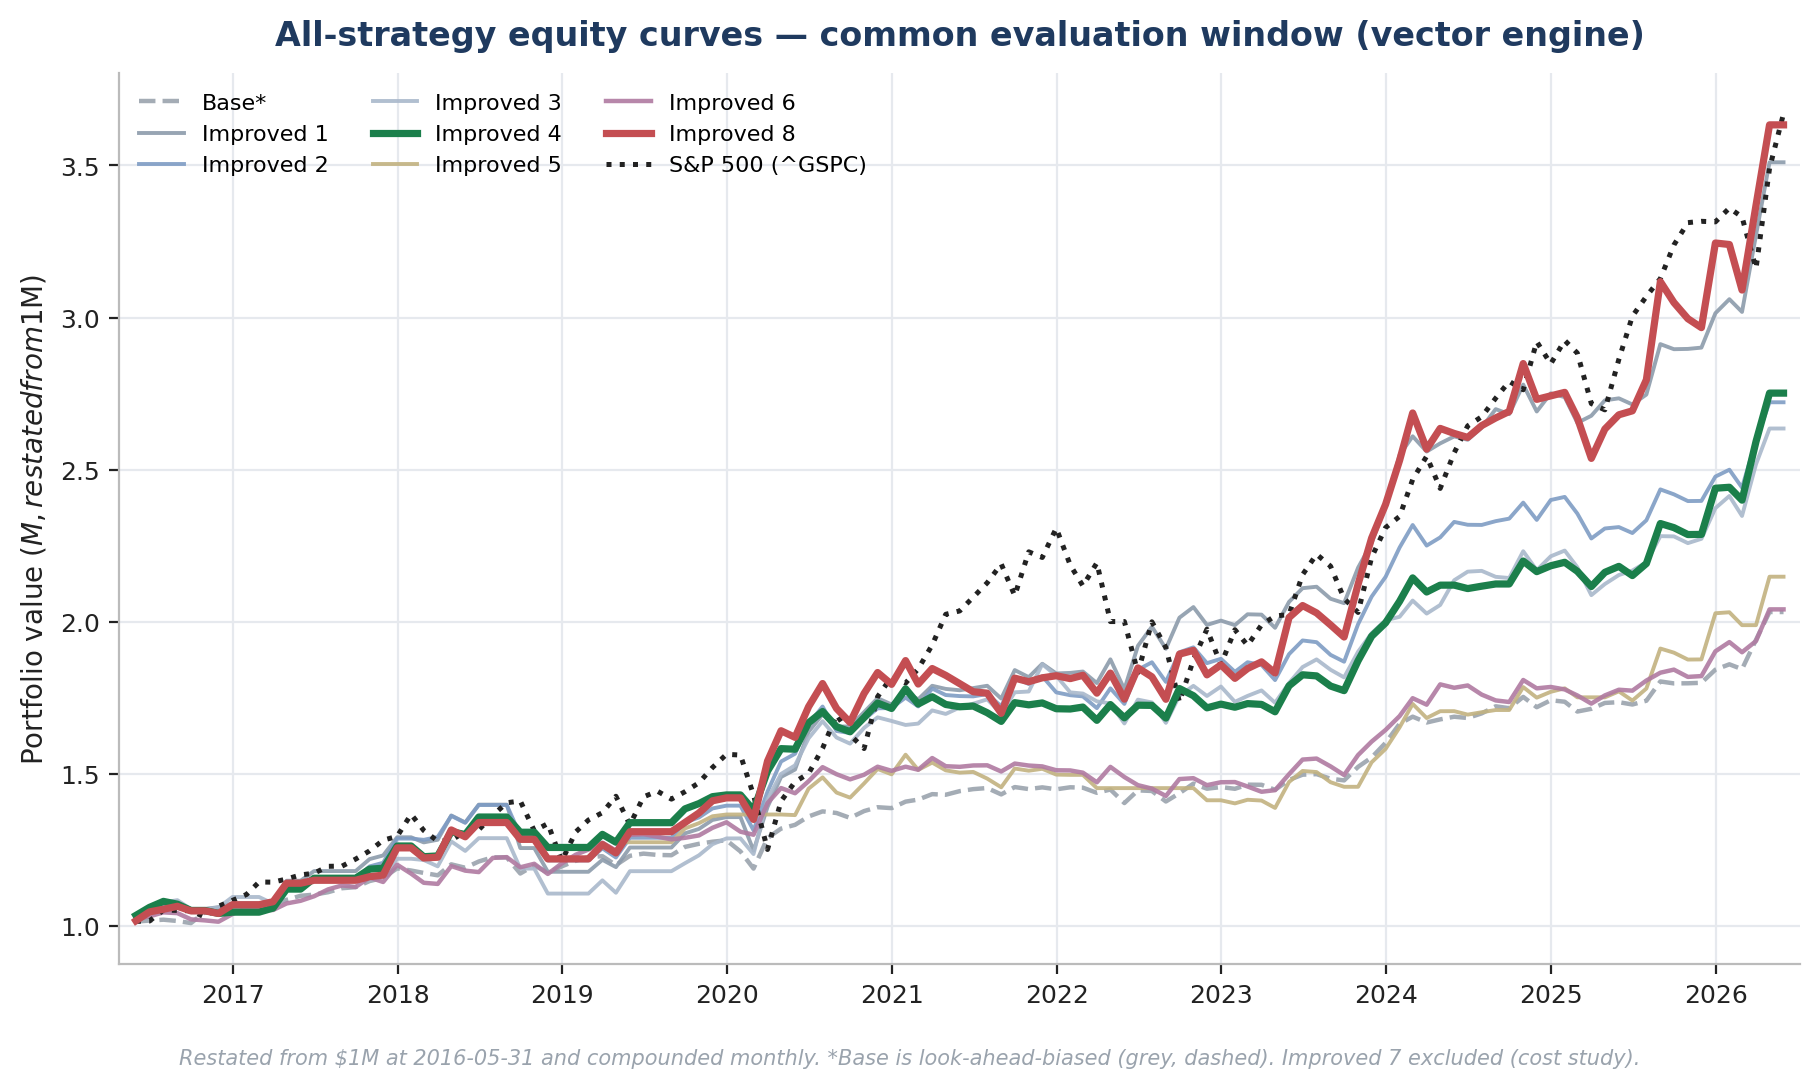 All-strategy equity curves — common evaluation window (vector engine)
Base*
Improved 1
Improved 2
Improved 3
Improved 4
Improved 5
Improved 6
Improved 8
S&P 500 (^GSPC)
Portfolio value (M, restatedfrom1M)
3.5
3.0
2.5
2.0
1.5
1.0
2017 2018 2019 2020 2021 2022 2023 2024 2025 2026
Restated from $1M at 2016-05-31 and compounded monthly. *Base is look-ahead-biased (grey, dashed). Improved 7 excluded (cost study).